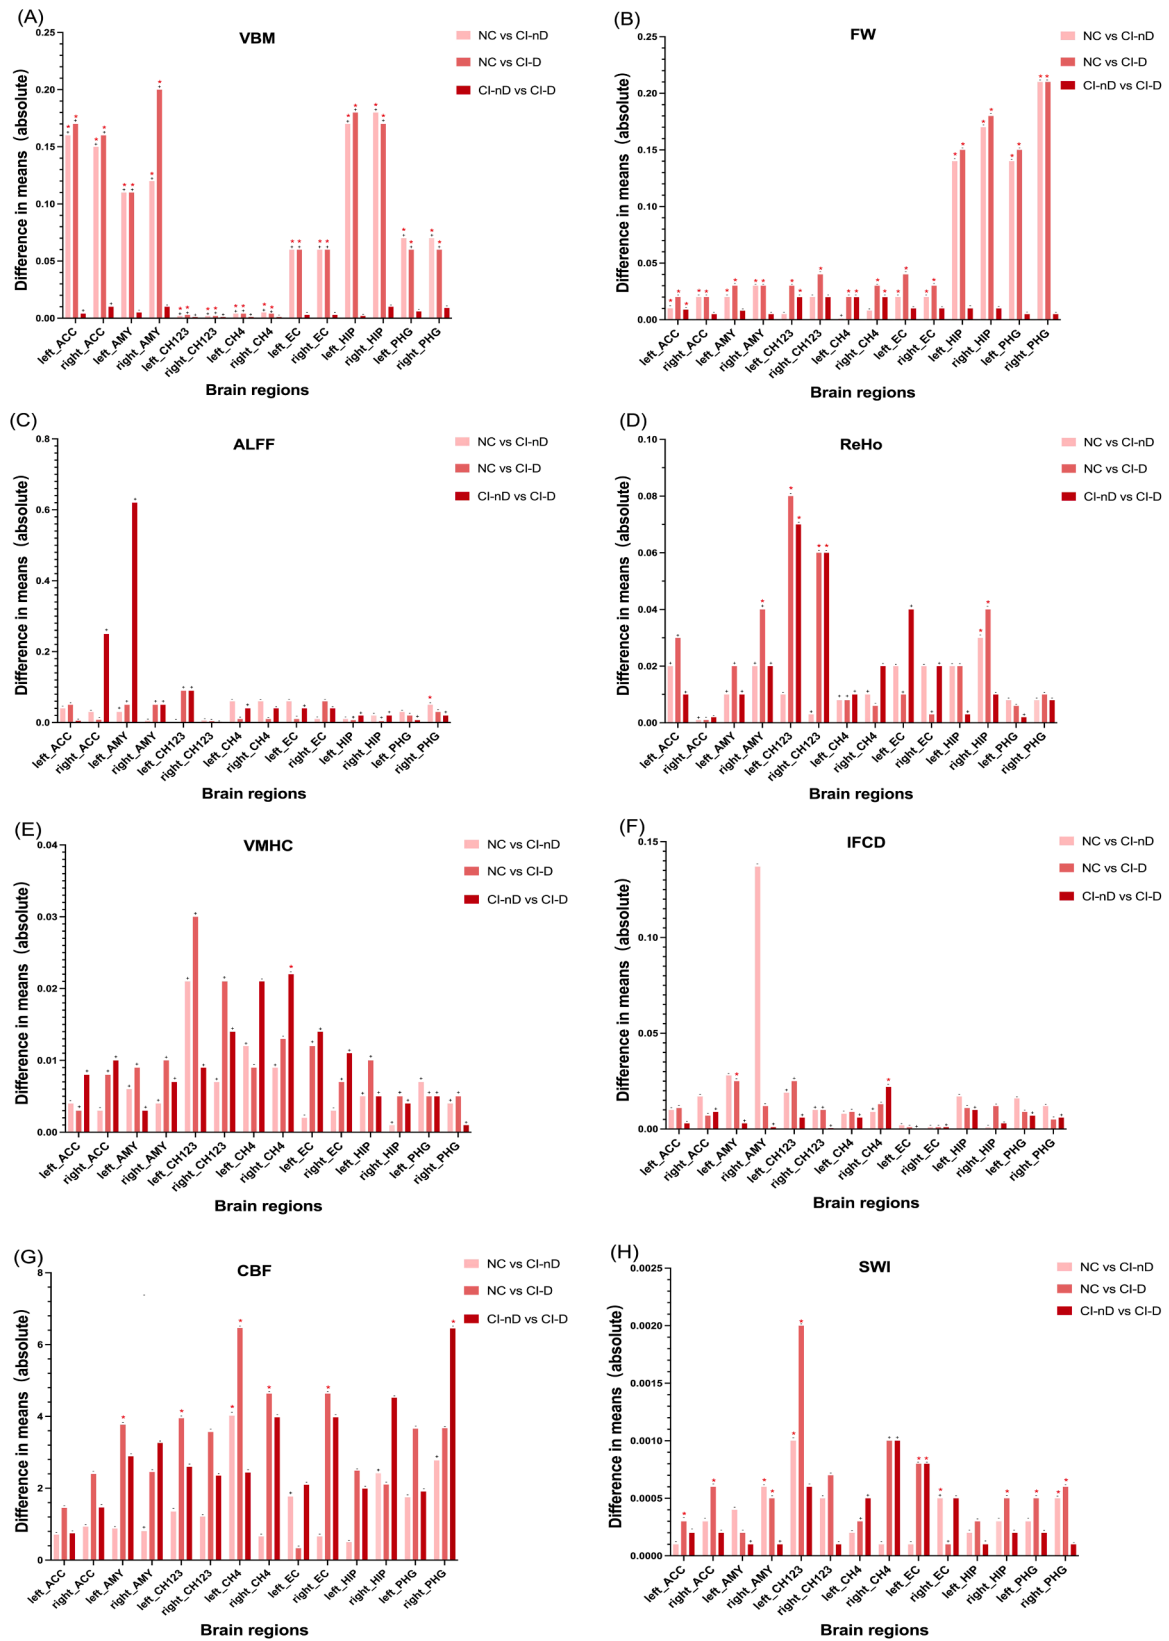 (A)
VBM
NC vs CI-nD
NC vs CI-D
CI-nD vs CI-D
Difference in means (absolute)
0.25
0.20
0.15
0.10
0.05
0.00
left_ACC
right_ACC
left_AMY
right_AMY
left_CH123
right_CH123
left_CH4
right_CH4
left_EC
right_EC
left_HIP
right_HIP
left_PHG
right_PHG
Brain regions
(B)
FW
NC vs CI-nD
NC vs CI-D
CI-nD vs CI-D
Difference in means (absolute)
0.25
0.20
0.15
0.10
0.05
0.00
left_ACC
right_ACC
left_AMY
right_AMY
left_CH123
right_CH123
left_CH4
right_CH4
left_EC
right_EC
left_HIP
right_HIP
left_PHG
right_PHG
Brain regions
(C)
ALFF
NC vs CI-nD
NC vs CI-D
CI-nD vs CI-D
Difference in means (absolute)
0.8
0.6
0.4
0.2
0.0
left_ACC
right_ACC
left_AMY
right_AMY
left_CH123
right_CH123
left_CH4
right_CH4
left_EC
right_EC
left_HIP
right_HIP
left_PHG
right_PHG
Brain regions
(D)
ReHo
NC vs CI-nD
NC vs CI-D
CI-nD vs CI-D
Difference in means (absolute)
0.10
0.08
0.06
0.04
0.02
0.00
left_ACC
right_ACC
left_AMY
right_AMY
left_CH123
right_CH123
left_CH4
right_CH4
left_EC
right_EC
left_HIP
right_HIP
left_PHG
right_PHG
Brain regions
(E)
VMHC
NC vs CI-nD
NC vs CI-D
CI-nD vs CI-D
Difference in means (absolute)
0.04
0.03
0.02
0.01
0.00
left_ACC
right_ACC
left_AMY
right_AMY
left_CH123
right_CH123
left_CH4
right_CH4
left_EC
right_EC
left_HIP
right_HIP
left_PHG
right_PHG
Brain regions
(F)
IFCD
NC vs CI-nD
NC vs CI-D
CI-nD vs CI-D
Difference in means (absolute)
0.15
0.10
0.05
0.00
left_ACC
right_ACC
left_AMY
right_AMY
left_CH123
right_CH123
left_CH4
right_CH4
left_EC
right_EC
left_HIP
right_HIP
left_PHG
right_PHG
Brain regions
(G)
CBF
NC vs CI-nD
NC vs CI-D
CI-nD vs CI-D
Difference in means (absolute)
8
6
4
2
0
left_ACC
right_ACC
left_AMY
right_AMY
left_CH123
right_CH123
left_CH4
right_CH4
left_EC
right_EC
left_HIP
right_HIP
left_PHG
right_PHG
Brain regions
(H)
SWI
NC vs CI-nD
NC vs CI-D
CI-nD vs CI-D
Difference in means (absolute)
0.0025
0.0020
0.0015
0.0010
0.0005
0.0000
left_ACC
right_ACC
left_AMY
right_AMY
left_CH123
right_CH123
left_CH4
right_CH4
left_EC
right_EC
left_HIP
right_HIP
left_PHG
right_PHG
Brain regions